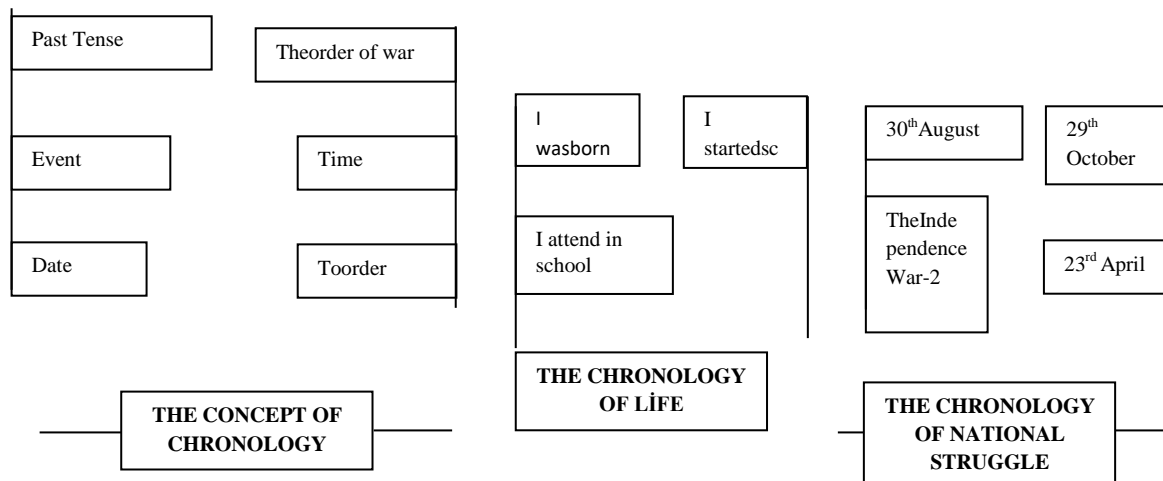 Past Tense
Theorder of war
Event
Time
Date
Toorder
THE CONCEPT OF
CHRONOLOGY
I
wasborn
I
startedsc
I attend in
school
THE CHRONOLOGY
OF LİFE
30thAugust
29th
October
TheInde
pendence
War-2
23rd April
THE CHRONOLOGY
OF NATIONAL
STRUGGLE